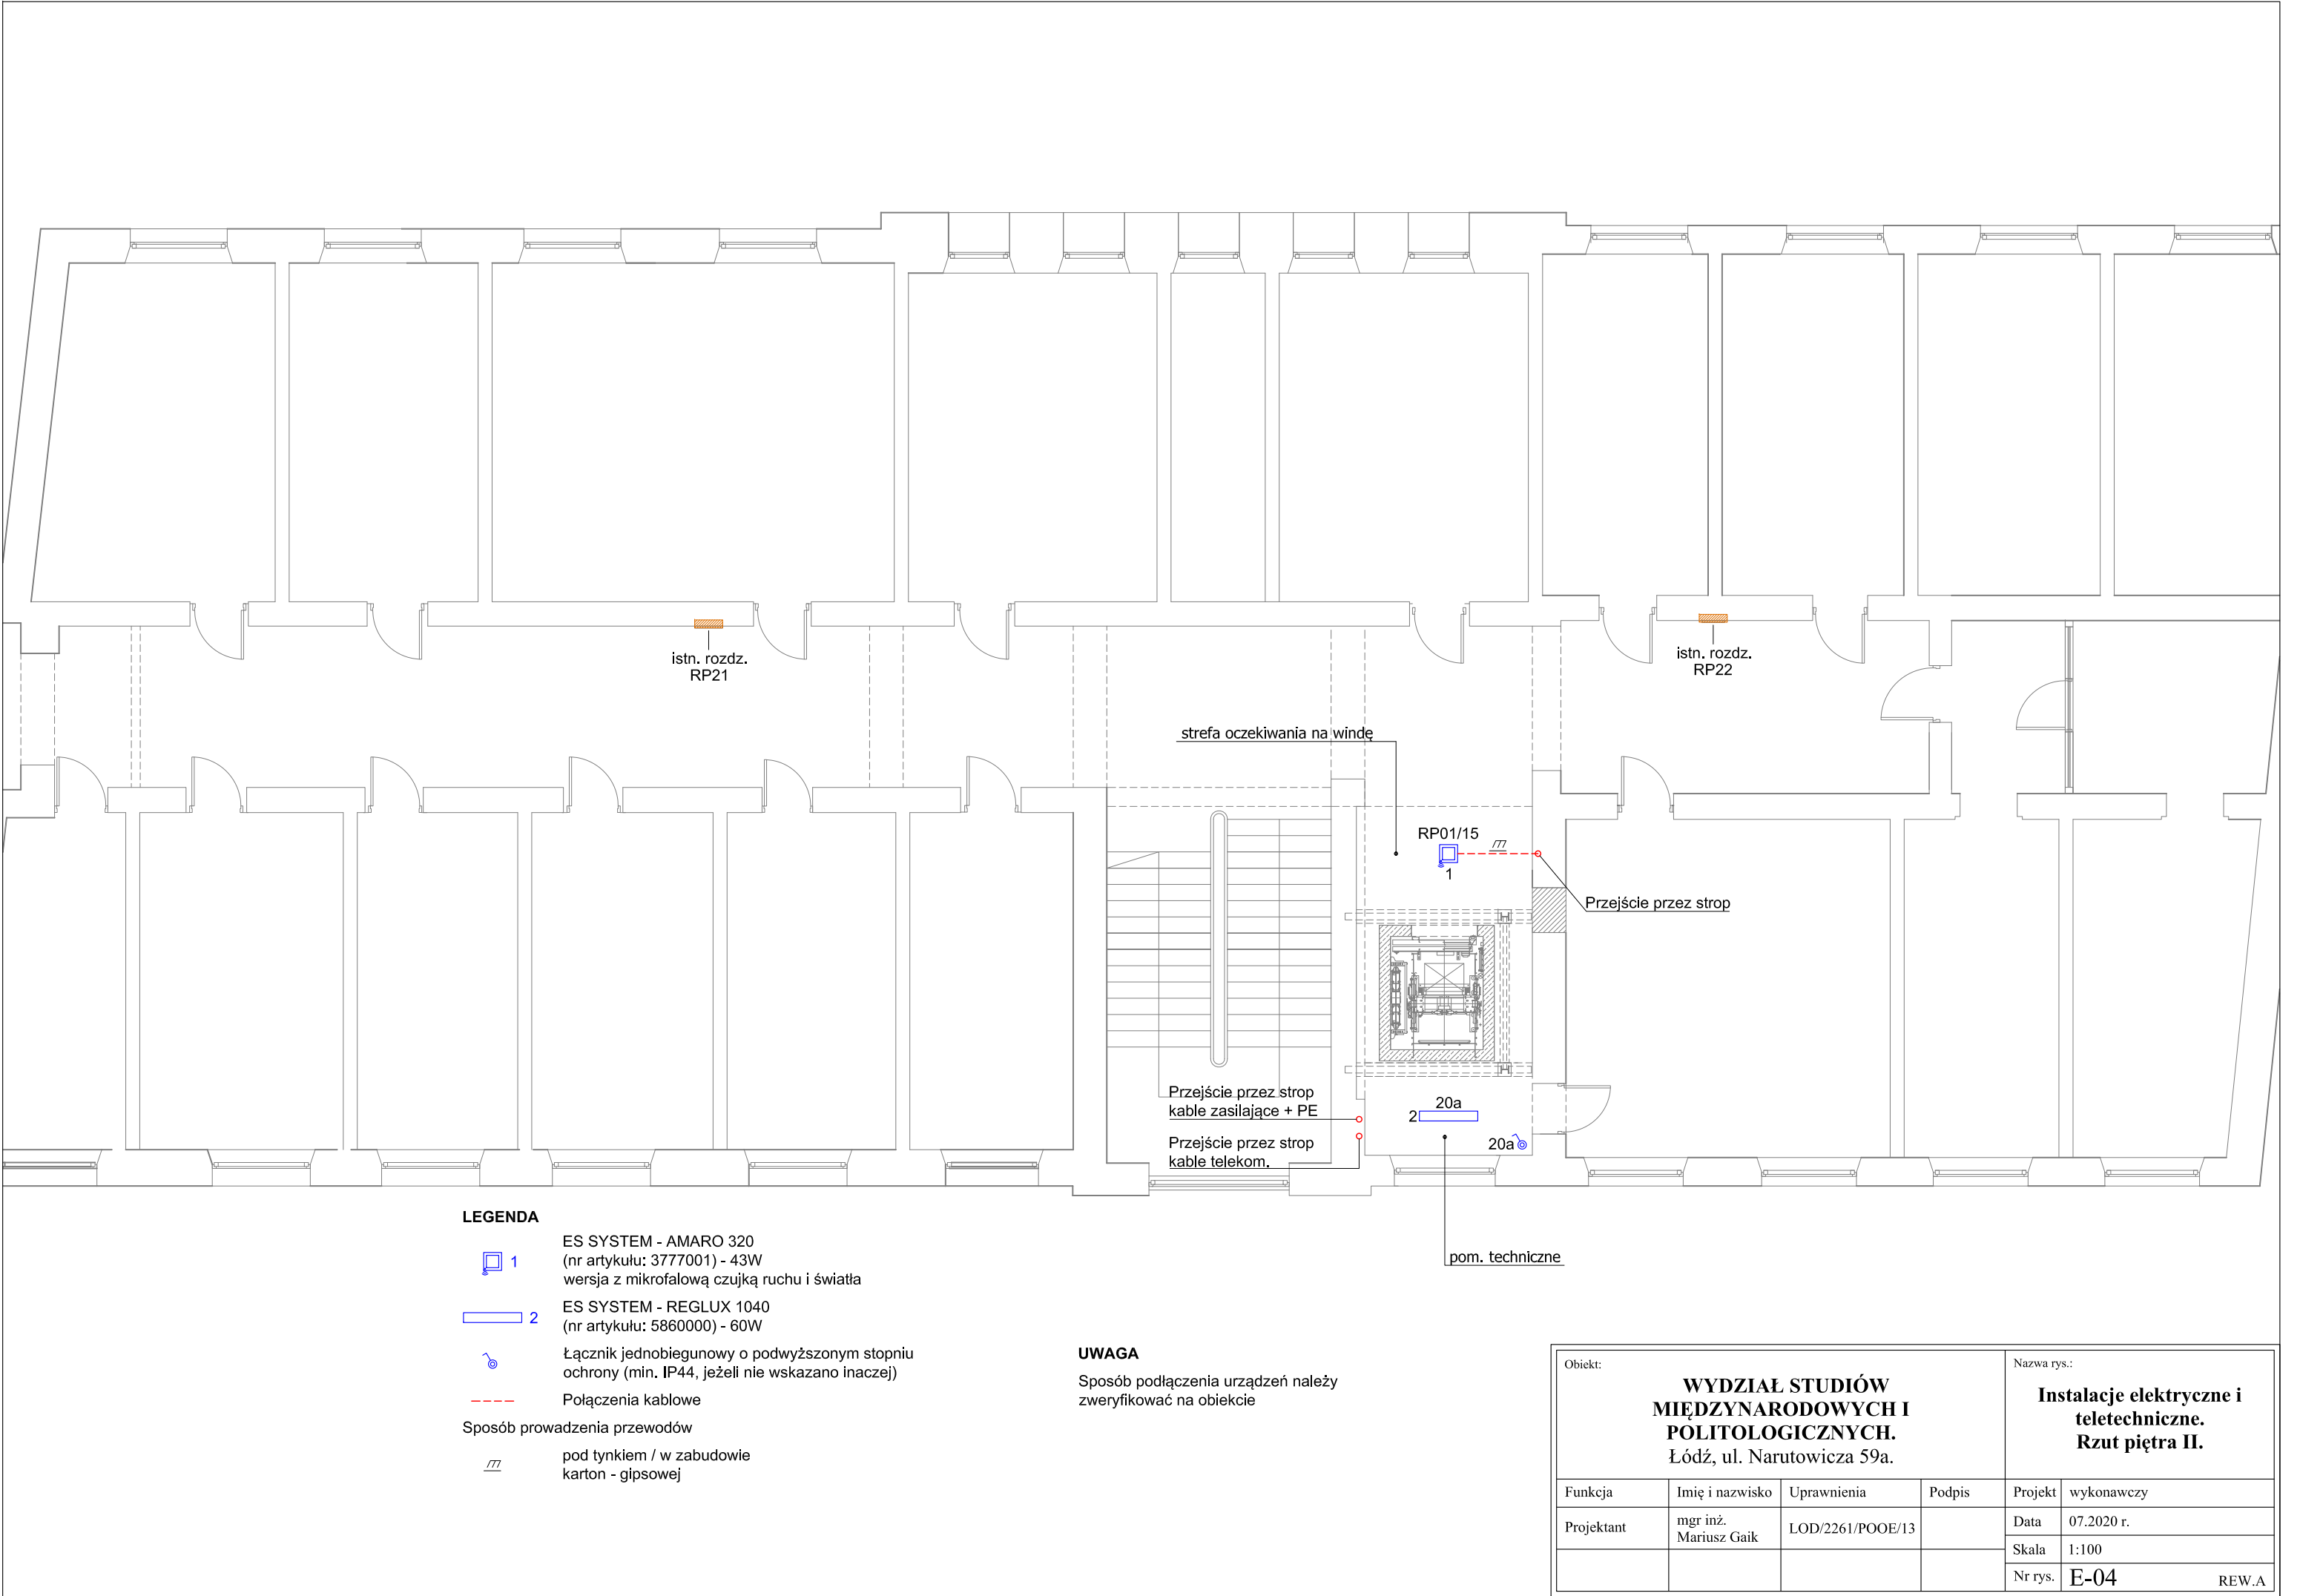 istn. rozdz.
RP21
istn. rozdz.
RP22
strefa oczekiwania na windę
RP01/15
/77
1
Przejście przez strop
Przejście przez strop
kable zasilające + PE
Przejście przez strop
kable telekom.
20a
2
20a
pom. techniczne
LEGENDA
1
ES SYSTEM - AMARO 320
(nr artykułu: 3777001) - 43W
wersja z mikrofalową czujką ruchu i światła
2
ES SYSTEM - REGLUX 1040
(nr artykułu: 5860000) - 60W
Łącznik jednobiegunowy o podwyższonym stopniu
ochrony (min. IP44, jeżeli nie wskazano inaczej)
Połączenia kablowe
Sposób prowadzenia przewodów
/77
pod tynkiem / w zabudowie
karton - gipsowej
UWAGA
Sposób podłączenia urządzeń należy
zweryfikować na obiekcie
Obiekt:
WYDZIAŁ STUDIÓW
MIĘDZYNARODOWYCH I
POLITOLOGICZNYCH.
Łódź, ul. Narutowicza 59a.
Nazwa rys.:
Instalacje elektryczne i
teletechniczne.
Rzut piętra II.
Funkcja Imię i nazwisko Uprawnienia Podpis
Projektant mgr inż. Mariusz Gaik LOD/2261/POOE/13
Projekt wykonawczy
Data 07.2020 r.
Skala 1:100
Nr rys. E-04 REW.A